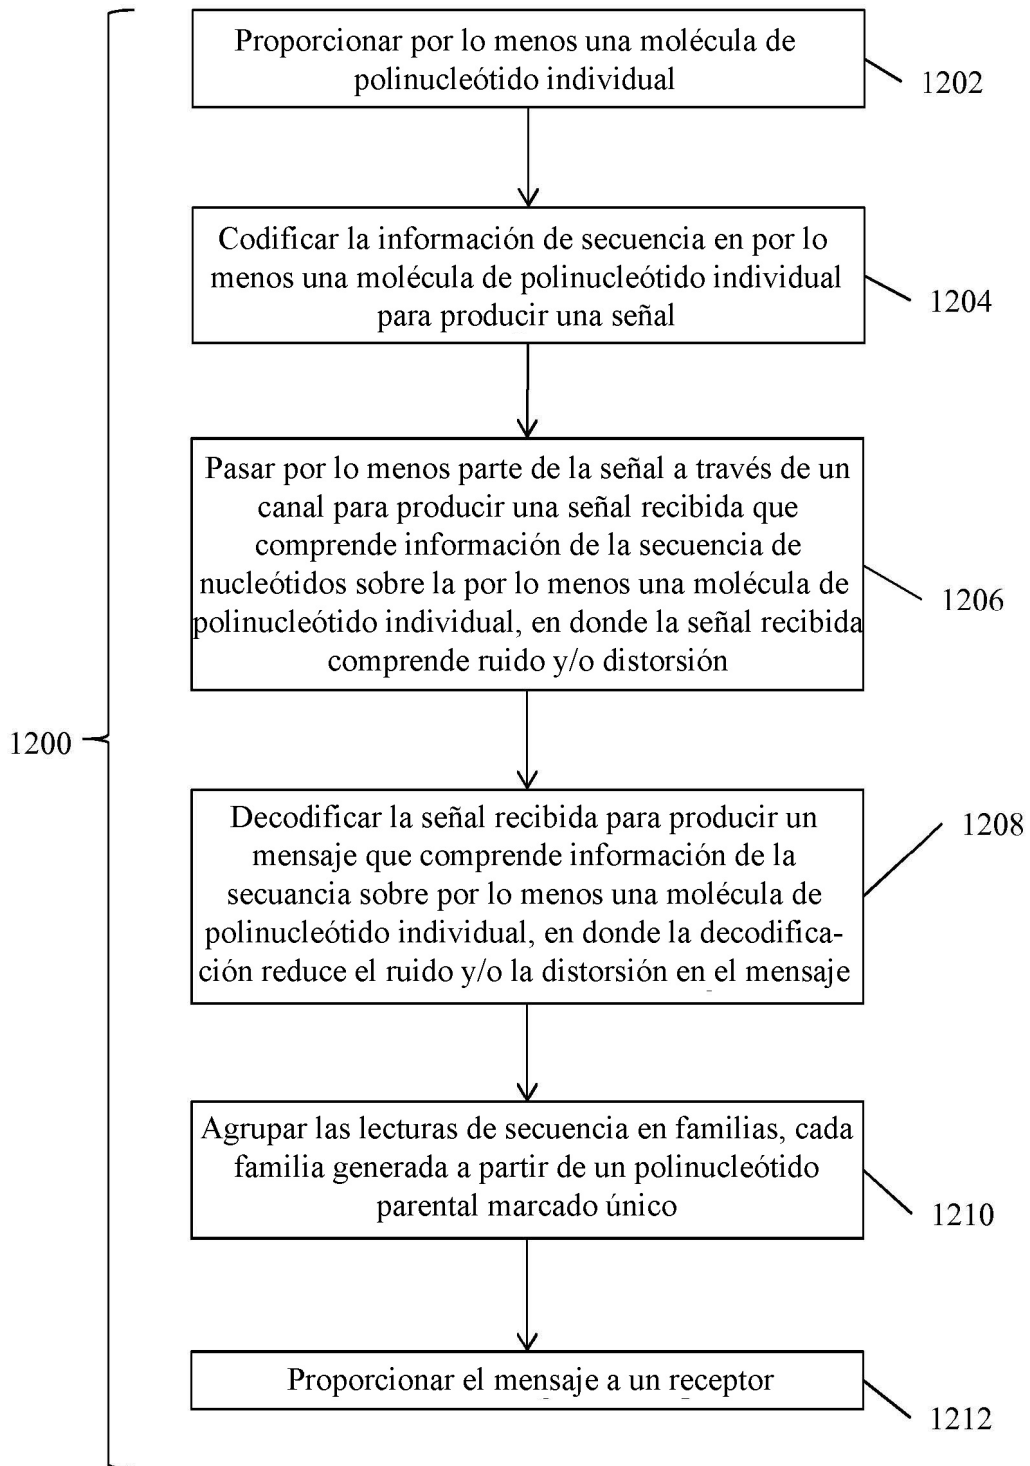 Proporcionar por lo menos una molécula de
polinucleótido individual
1202
Codificar la información de secuencia en por lo
menos una molécula de polinucleótido individual
para producir una señal
1204
Pasar por lo menos parte de la señal a través de un
canal para producir una señal recibida que
comprende información de la secuencia de
nucleótidos sobre la por lo menos una molécula de
polinucleótido individual, en donde la señal recibida
comprende ruido y/o distorsión
1206
1200
Decodificar la señal recibida para producir un
mensaje que comprende información de la
secuancia sobre por lo menos una molécula de
polinucleótido individual, en donde la decodifica-
ción reduce el ruido y/o la distorsión en el mensaje
1208
Agrupar las lecturas de secuencia en familias, cada
familia generada a partir de un polinucleótido
parental marcado único
1210
Proporcionar el mensaje a un receptor
1212